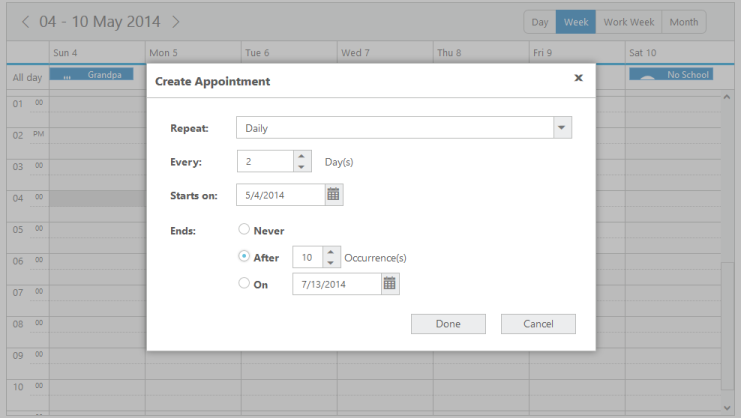 04 - 10 May 2014
Day Week Work Week Month
Sun 4 Mon 5 Tue 6 Wed 7 Thu 8 Fri 9 Sat 10
All day Grandpa No School
Create Appointment
Repeat: Daily
Every: 2 Day(s)
Starts on: 5/4/2014
Ends: Never
After 10 Occurrence(s)
On 7/13/2014
Done Cancel
01 00
02 PM
03 00
04 00
05 00
06 00
07 00
08 00
09 00
10 00